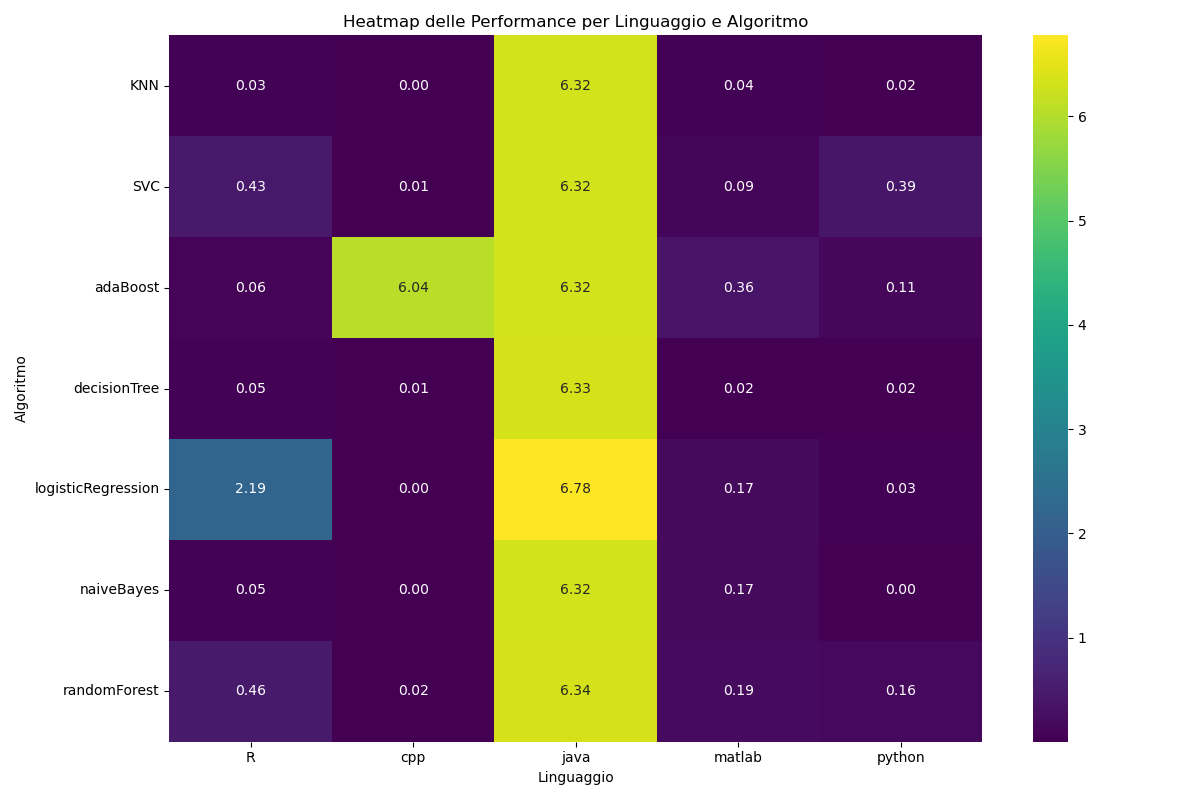 Heatmap delle Performance per Linguaggio e Algoritmo
Algoritmo
KNN 0.03 0.00 6.32 0.04 0.02
SVC 0.43 0.01 6.32 0.09 0.39
adaBoost 0.06 6.04 6.32 0.36 0.11
decisionTree 0.05 0.01 6.33 0.02 0.02
logisticRegression 2.19 0.00 6.78 0.17 0.03
naiveBayes 0.05 0.00 6.32 0.17 0.00
randomForest 0.46 0.02 6.34 0.19 0.16
R cpp java matlab python
Linguaggio
6
5
4
3
2
1